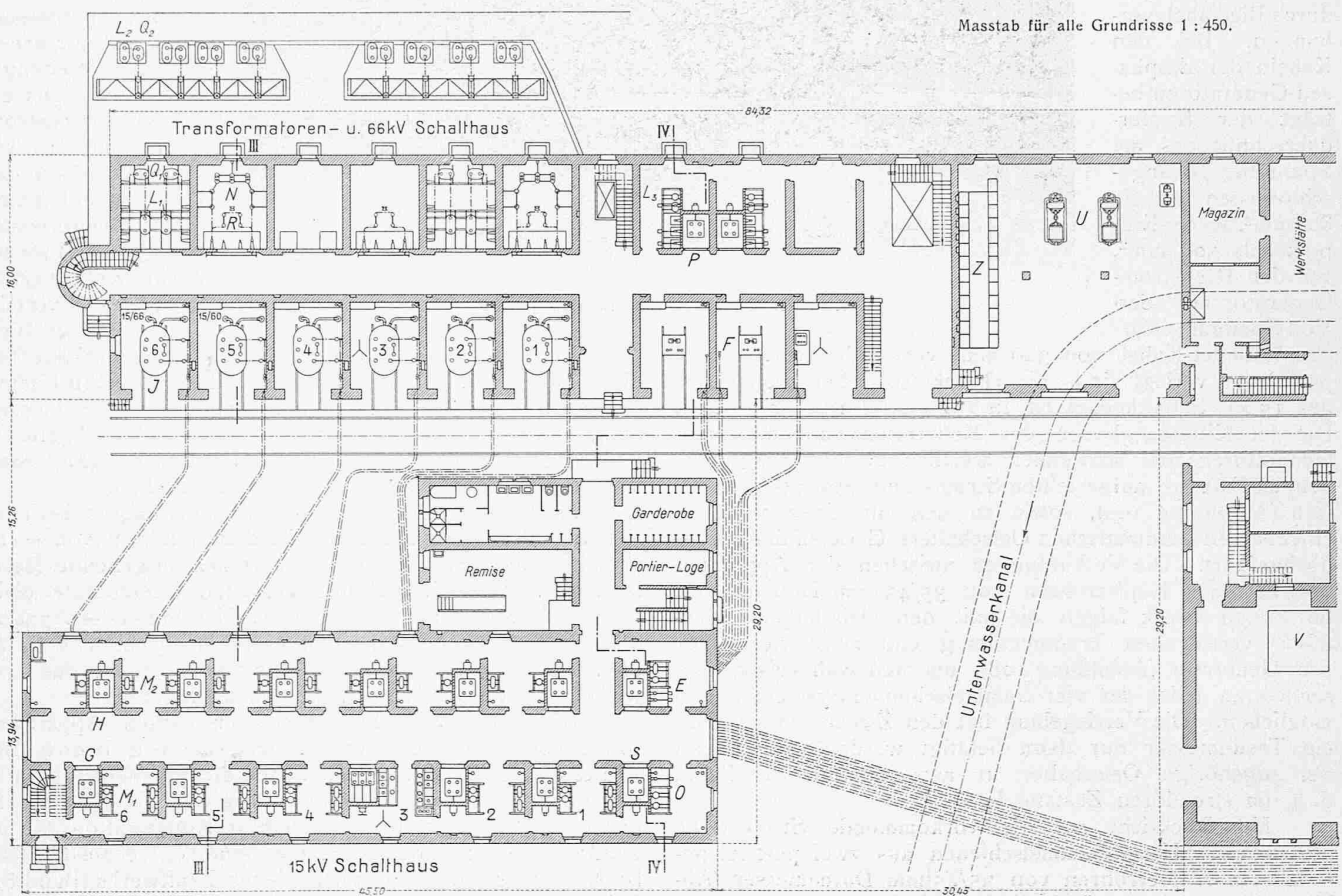 Masstab für alle Grundrisse 1 : 450.
L₂ Q₂
84,32
Transformatoren- u. 66kV Schalthaus
III
IV
Q₁
L₁
N
R
L₃
P
Z
U
Magazin
Werkstätte
16,00
15/66
15/60
6
5
4
3
2
1
J
F
15,26
Garderobe
Remise
Portier-Loge
29,20
Unterwasserkanal
29,20
V
M₂
E
H
13,94
G
S
M₁
O
6
5
4
3
2
1
III
15kV Schalthaus
IV
30,45